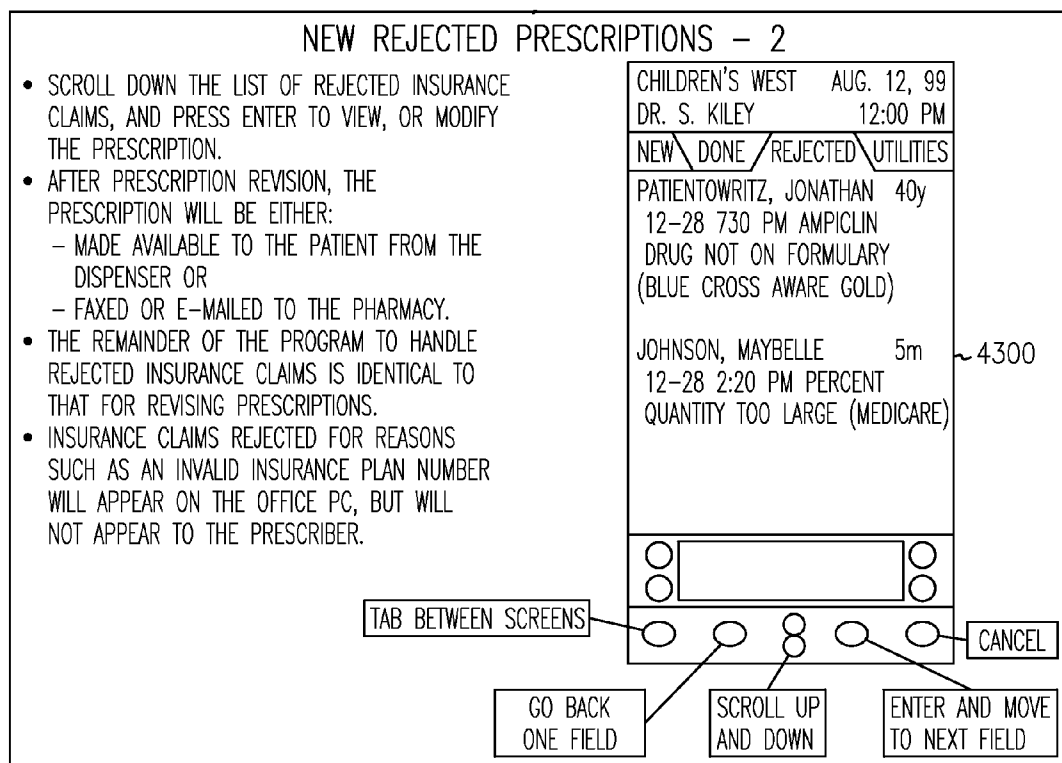 NEW REJECTED PRESCRIPTIONS – 2
• SCROLL DOWN THE LIST OF REJECTED INSURANCE
CLAIMS, AND PRESS ENTER TO VIEW, OR MODIFY
THE PRESCRIPTION.
• AFTER PRESCRIPTION REVISION, THE
PRESCRIPTION WILL BE EITHER:
– MADE AVAILABLE TO THE PATIENT FROM THE
DISPENSER OR
– FAXED OR E–MAILED TO THE PHARMACY.
• THE REMAINDER OF THE PROGRAM TO HANDLE
REJECTED INSURANCE CLAIMS IS IDENTICAL TO
THAT FOR REVISING PRESCRIPTIONS.
• INSURANCE CLAIMS REJECTED FOR REASONS
SUCH AS AN INVALID INSURANCE PLAN NUMBER
WILL APPEAR ON THE OFFICE PC, BUT WILL
NOT APPEAR TO THE PRESCRIBER.
CHILDREN'S WEST AUG. 12, 99
DR. S. KILEY 12:00 PM
NEW DONE REJECTED UTILITIES
PATIENTOWRITZ, JONATHAN 40y
12–28 730 PM AMPICLIN
DRUG NOT ON FORMULARY
(BLUE CROSS AWARE GOLD)
JOHNSON, MAYBELLE 5m
12–28 2:20 PM PERCENT
QUANTITY TOO LARGE (MEDICARE)
4300
TAB BETWEEN SCREENS
CANCEL
GO BACK
ONE FIELD
SCROLL UP
AND DOWN
ENTER AND MOVE
TO NEXT FIELD